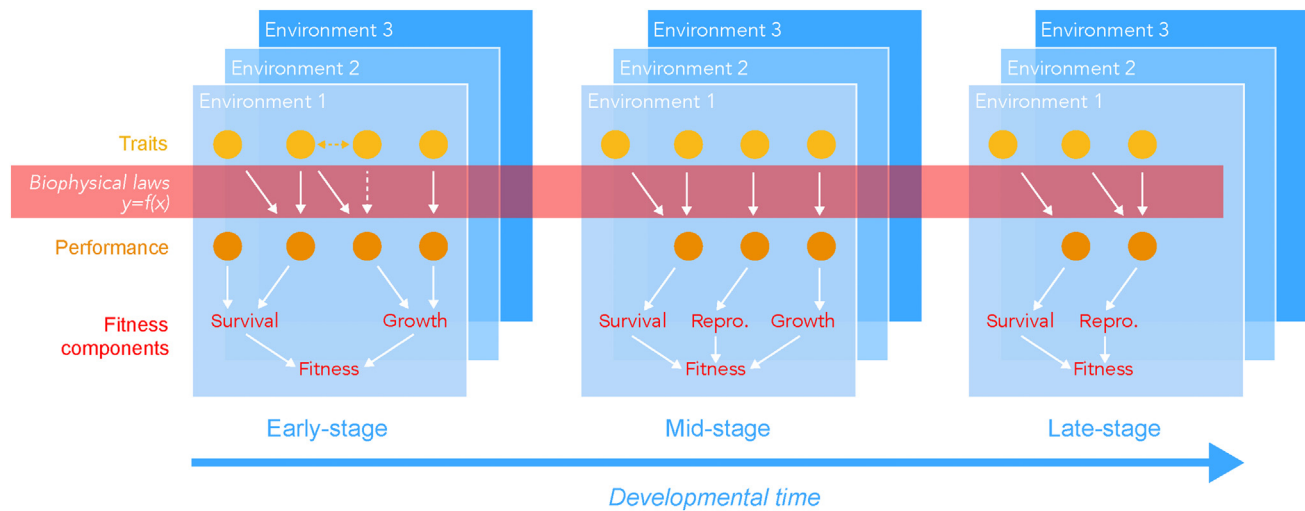 Environment 3
Environment 2
Environment 1
Environment 3
Environment 2
Environment 1
Environment 3
Environment 2
Environment 1
Traits
Biophysical laws
y=f(x)
Performance
Fitness
components
Survival
Growth
Fitness
Survival
Repro.
Growth
Fitness
Survival
Repro.
Fitness
Early-stage
Mid-stage
Late-stage
Developmental time